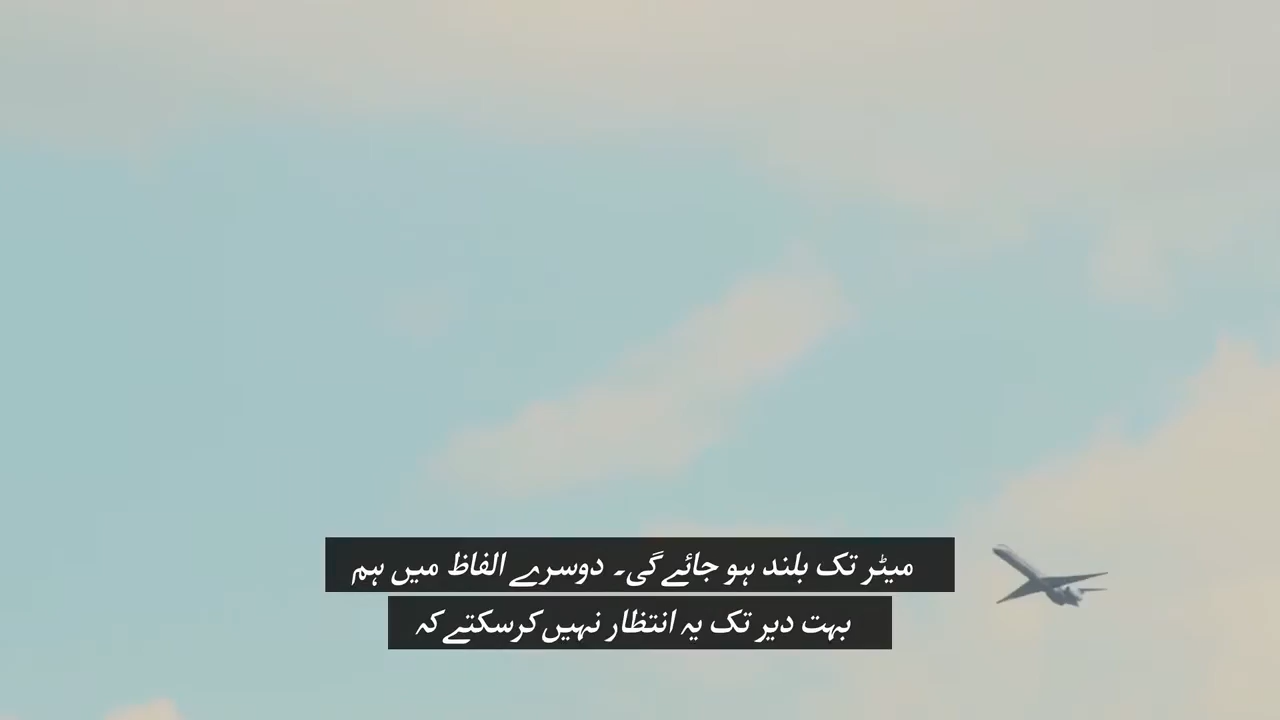 میٹر تک بلند ہو جائے گی۔ دوسرے الفاظ میں ہم
بہت دیر تک یہ انتظار نہیں کرسکتے کہ